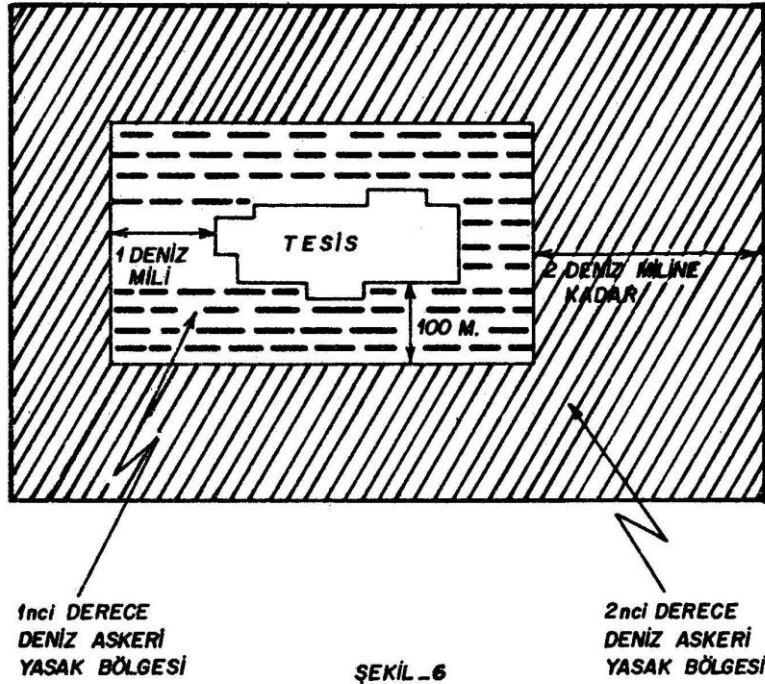 TESİS
1 DENİZ
MİLİ
2 DENİZ MİLİNE
KADAR
100 M.
1nci DERECE
DENİZ ASKERİ
YASAK BÖLGESİ
2nci DERECE
DENİZ ASKERİ
YASAK BÖLGESİ
ŞEKİL_6